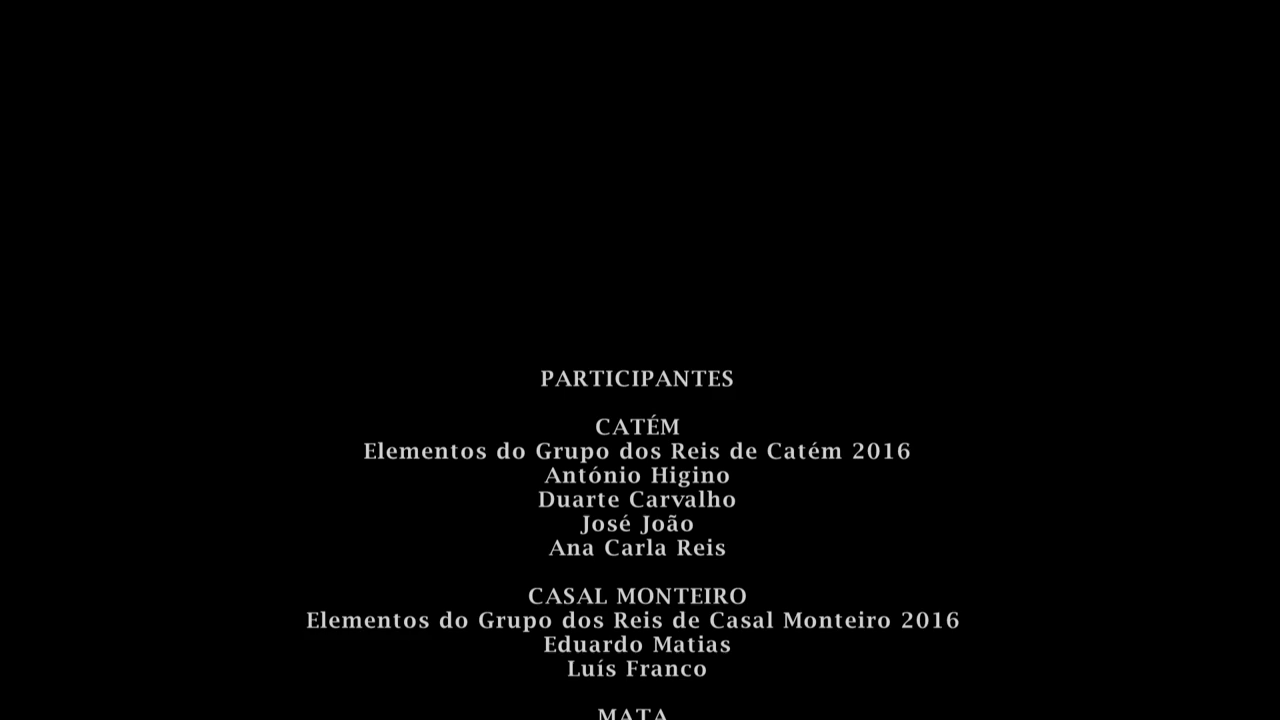 PARTICIPANTES
CATÉM
Elementos do Grupo dos Reis de Catém 2016
António Higino
Duarte Carvalho
José João
Ana Carla Reis
CASAL MONTEIRO
Elementos do Grupo dos Reis de Casal Monteiro 2016
Eduardo Matias
Luís Franco
MATA